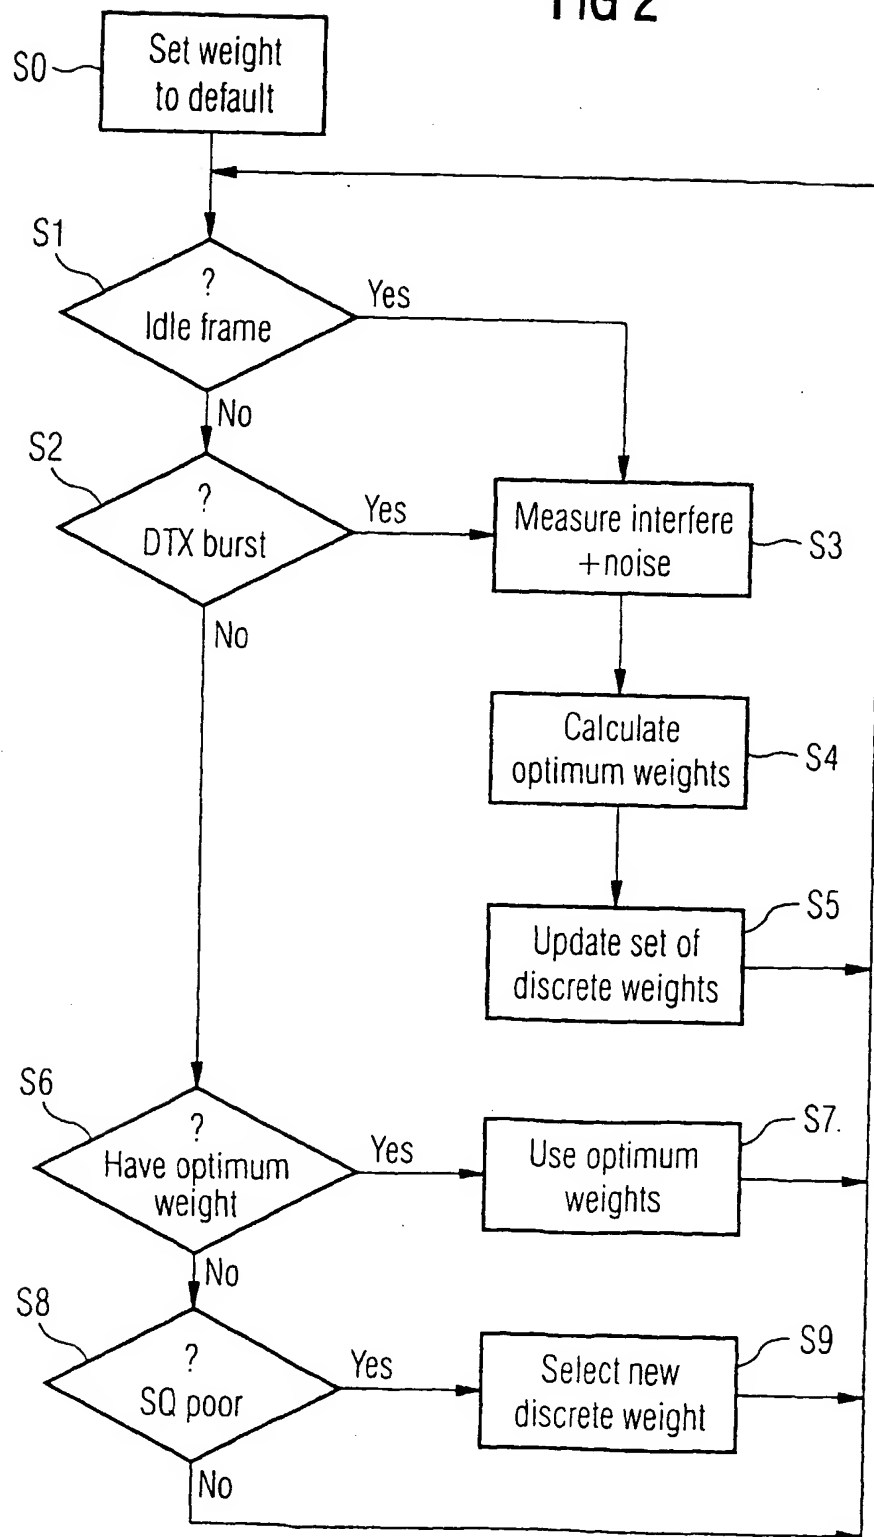 FIG 2
S0
Set weight
to default
S1
?
Idle frame
Yes
No
S2
?
DTX burst
Yes
No
Measure interfere
+noise
S3
Calculate
optimum weights
S4
S5
Update set of
discrete weights
S6
?
Have optimum
weight
Yes
No
S7.
Use optimum
weights
S8
?
SQ poor
Yes
No
S9
Select new
discrete weight